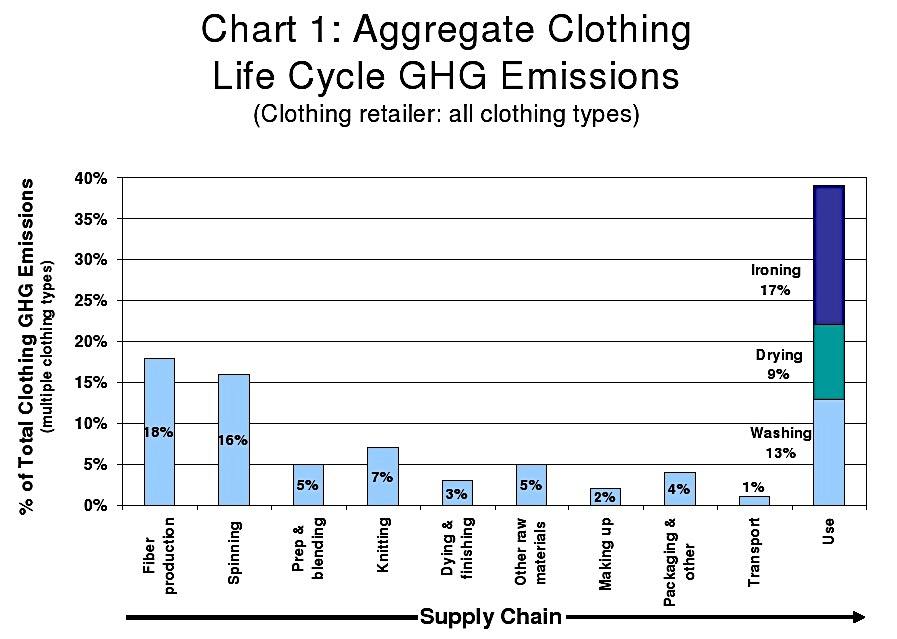 Chart 1: Aggregate Clothing
Life Cycle GHG Emissions
(Clothing retailer: all clothing types)
% of Total Clothing GHG Emissions
(multiple clothing types)
40%
35%
30%
25%
20%
15%
10%
5%
0%
18%
16%
5%
7%
3%
5%
2%
4%
1%
Ironing
17%
Drying
9%
Washing
13%
Fiber
production
Spinning
Prep &
blending
Knitting
Dying &
finishing
Other raw
materials
Making up
Packaging &
other
Transport
Use
Supply Chain